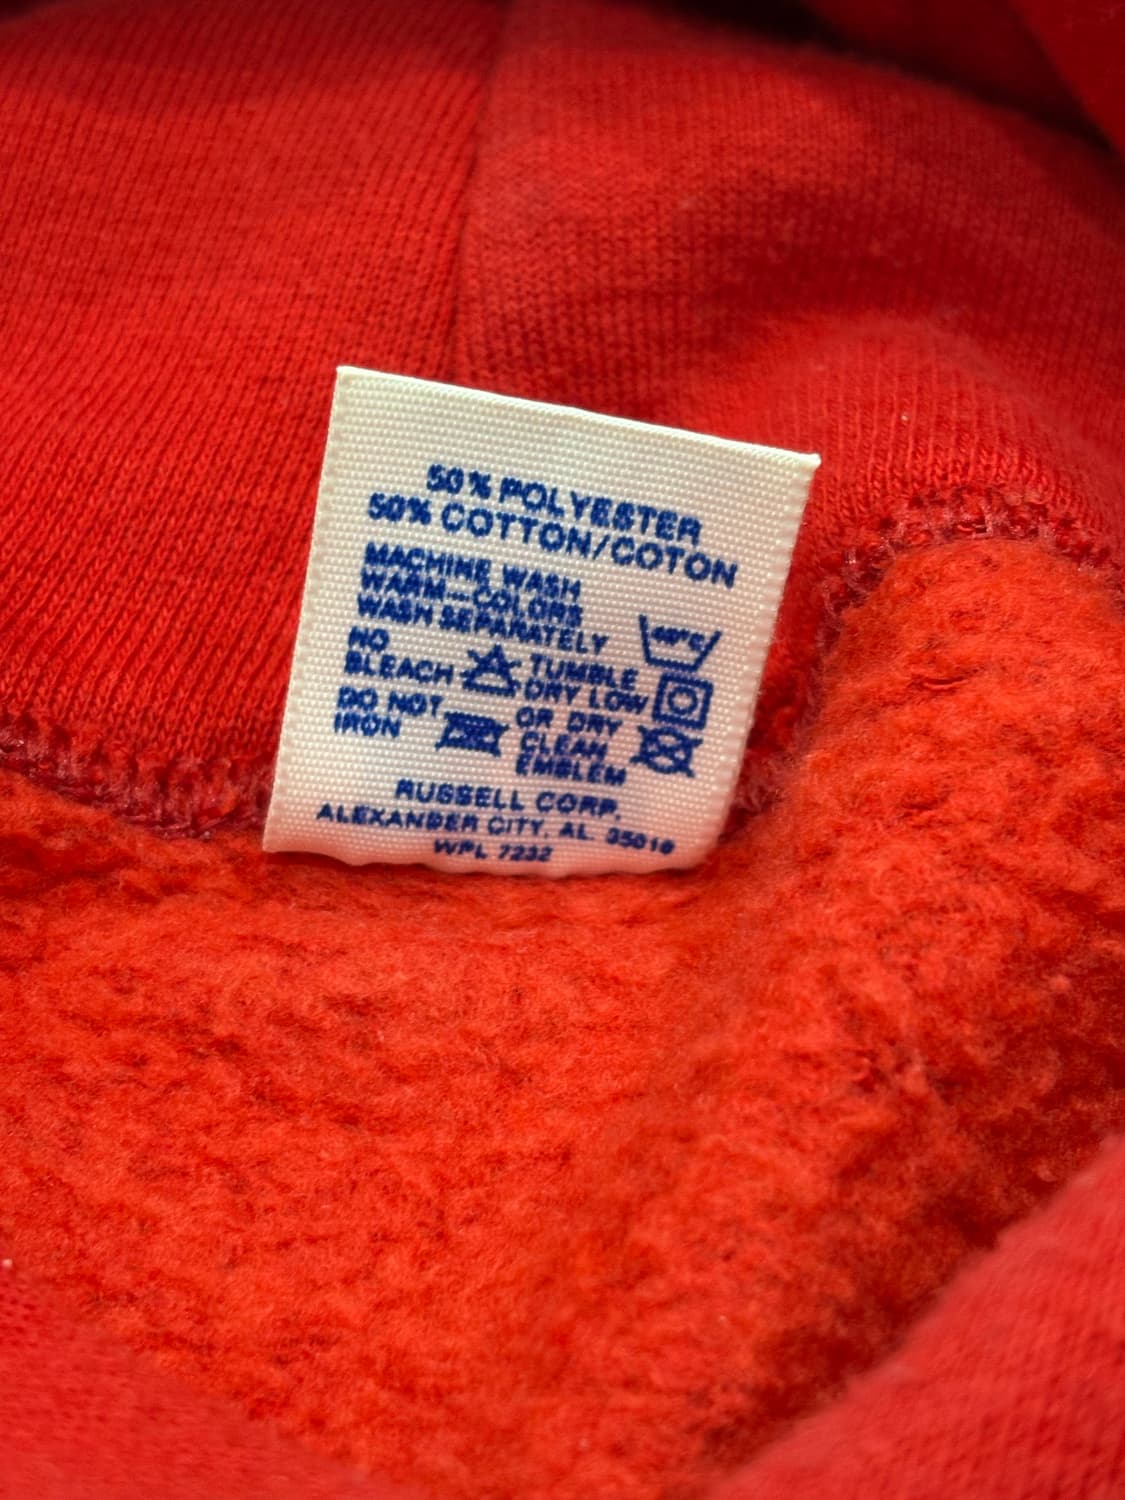 50% POLYESTER
50% COTTON/COTON
MACHINE WASH
WARM—COLORS
WASH SEPARATELY
40°C
NO
BLEACH
TUMBLE
DRY LOW
DO NOT
IRON
OR DRY
CLEAN
EMBLEM
RUSSELL CORP.
ALEXANDER CITY, AL 35010
WPL 7232